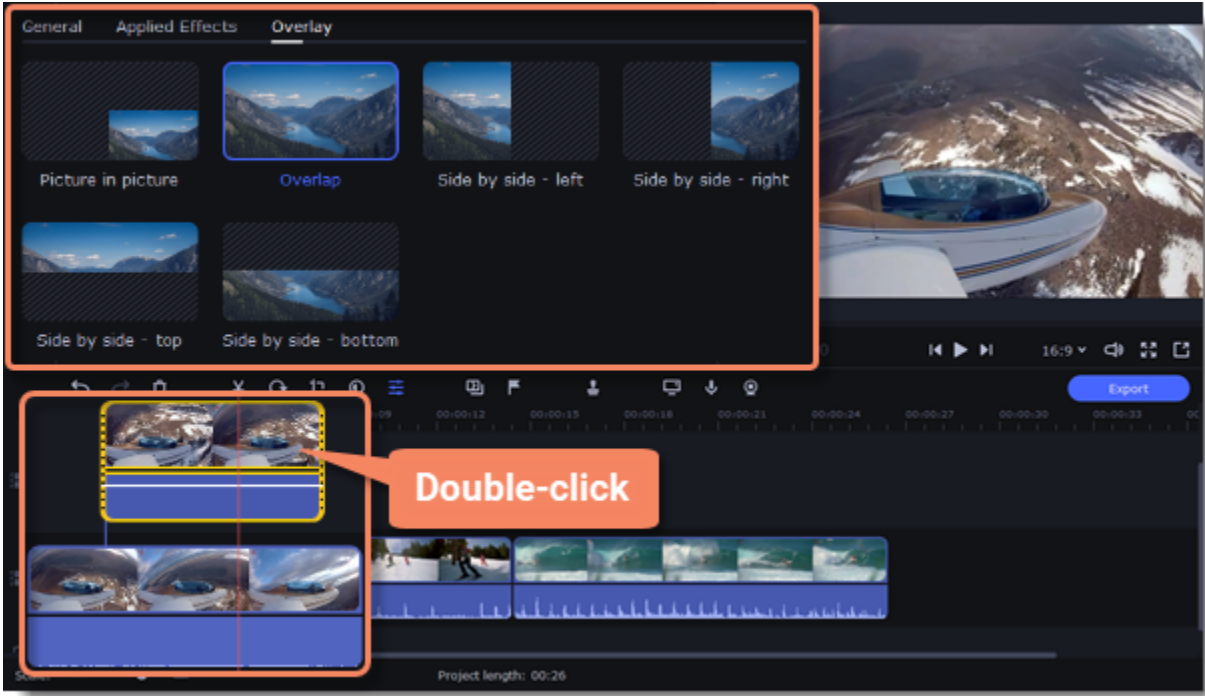 General Applied Effects Overlay
Picture in picture Overlap Side by side - left Side by side - right
Side by side - top Side by side - bottom
16:9
Export
00:00:12 00:00:15 00:00:18 00:00:21 00:00:24 00:00:27 00:00:30 00:00:33
Double-click
Scale: Project length: 00:26